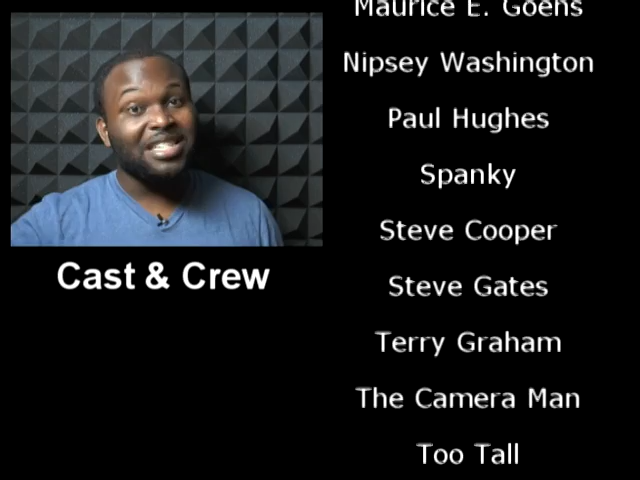 Maurice E. Goens
Nipsey Washington
Paul Hughes
Spanky
Steve Cooper
Steve Gates
Terry Graham
The Camera Man
Too Tall
Cast & Crew